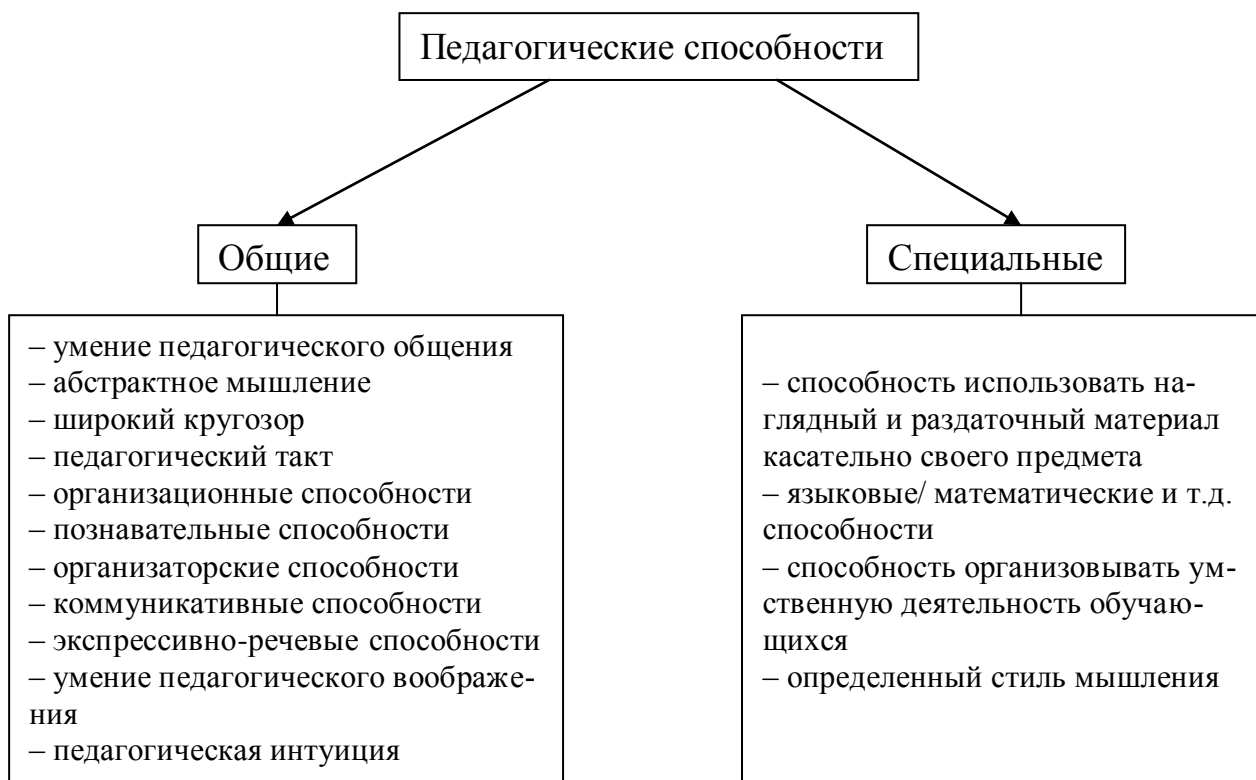 Педагогические способности
Общие
Специальные
– умение педагогического общения
– абстрактное мышление
– широкий кругозор
– педагогический такт
– организационные способности
– познавательные способности
– организаторские способности
– коммуникативные способности
– экспрессивно-речевые способности
– умение педагогического воображе-
ния
– педагогическая интуиция
– способность использовать на-
глядный и раздаточный материал
касательно своего предмета
– языковые/ математические и т.д.
способности
– способность организовывать ум-
ственную деятельность обучаю-
щихся
– определенный стиль мышления